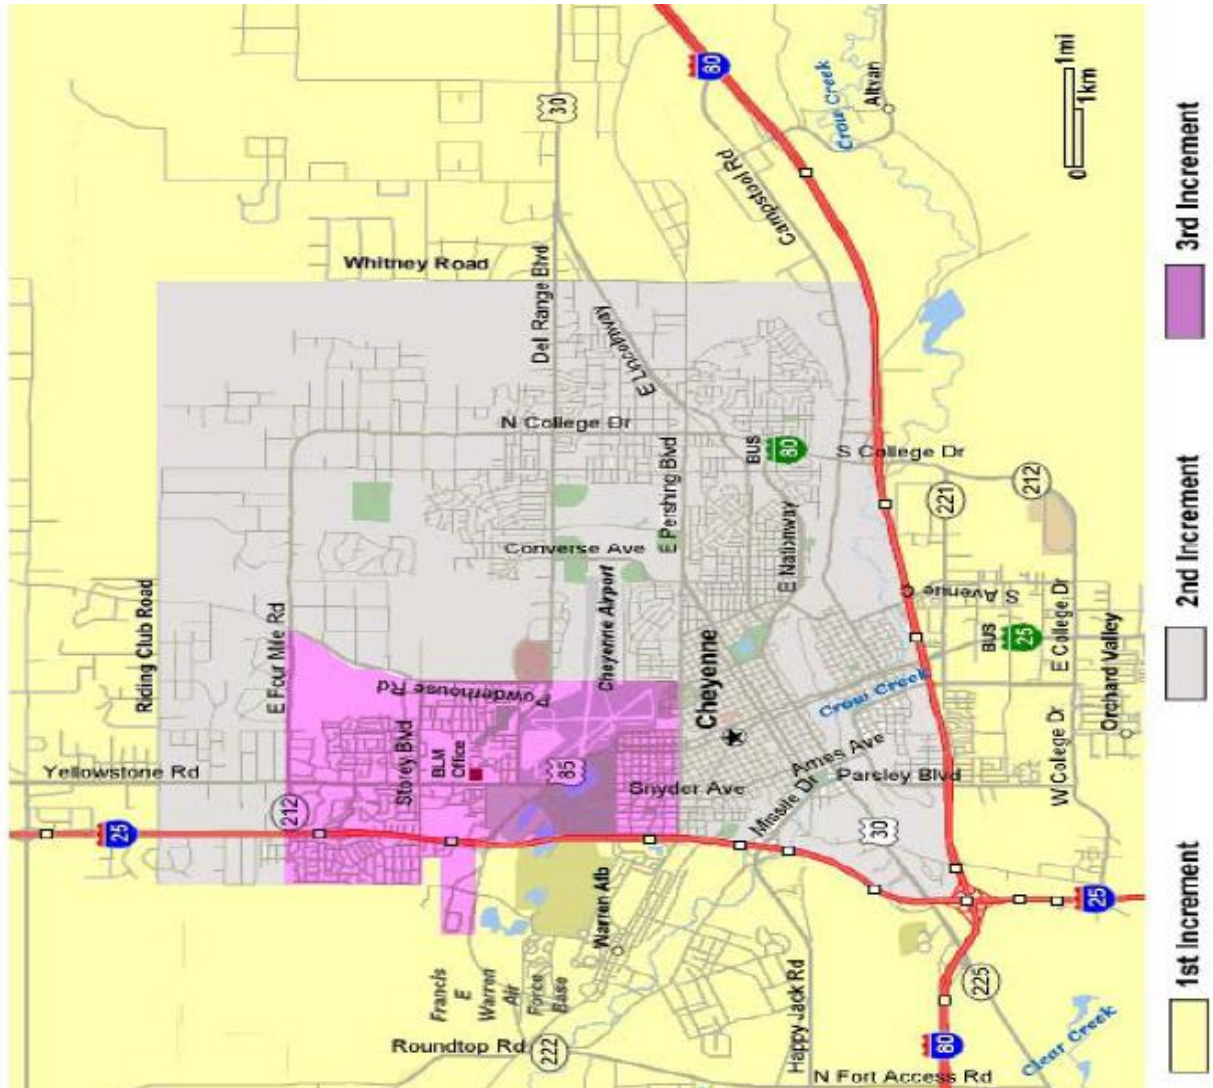 80
30
Crow Creek
Altvan
1mi
1km
0
Campstool Rd
Whitney Road
Del Range Blvd
E Lincolnway
N College Dr
BUS
80
S College Dr
E Pershing Blvd
221
212
Converse Ave
E Nationway
Riding Club Road
E Four Mile Rd
Cheyenne Airport
S Avenue C
BUS
25
E College Dr
Orchard Valley
Powderhouse Rd
Cheyenne
Crow Creek
Storey Blvd
BLM
Office
Yellowstone Rd
85
Snyder Ave
Ames Ave
Parsley Blvd
W College Dr
Missile Dr
212
25
30
Warren Afb
25
Francis
E
Warren
Air
Force
Base
Happy Jack Rd
225
Roundtop Rd
222
80
Clear Creek
N Fort Access Rd
1st Increment
2nd Increment
3rd Increment